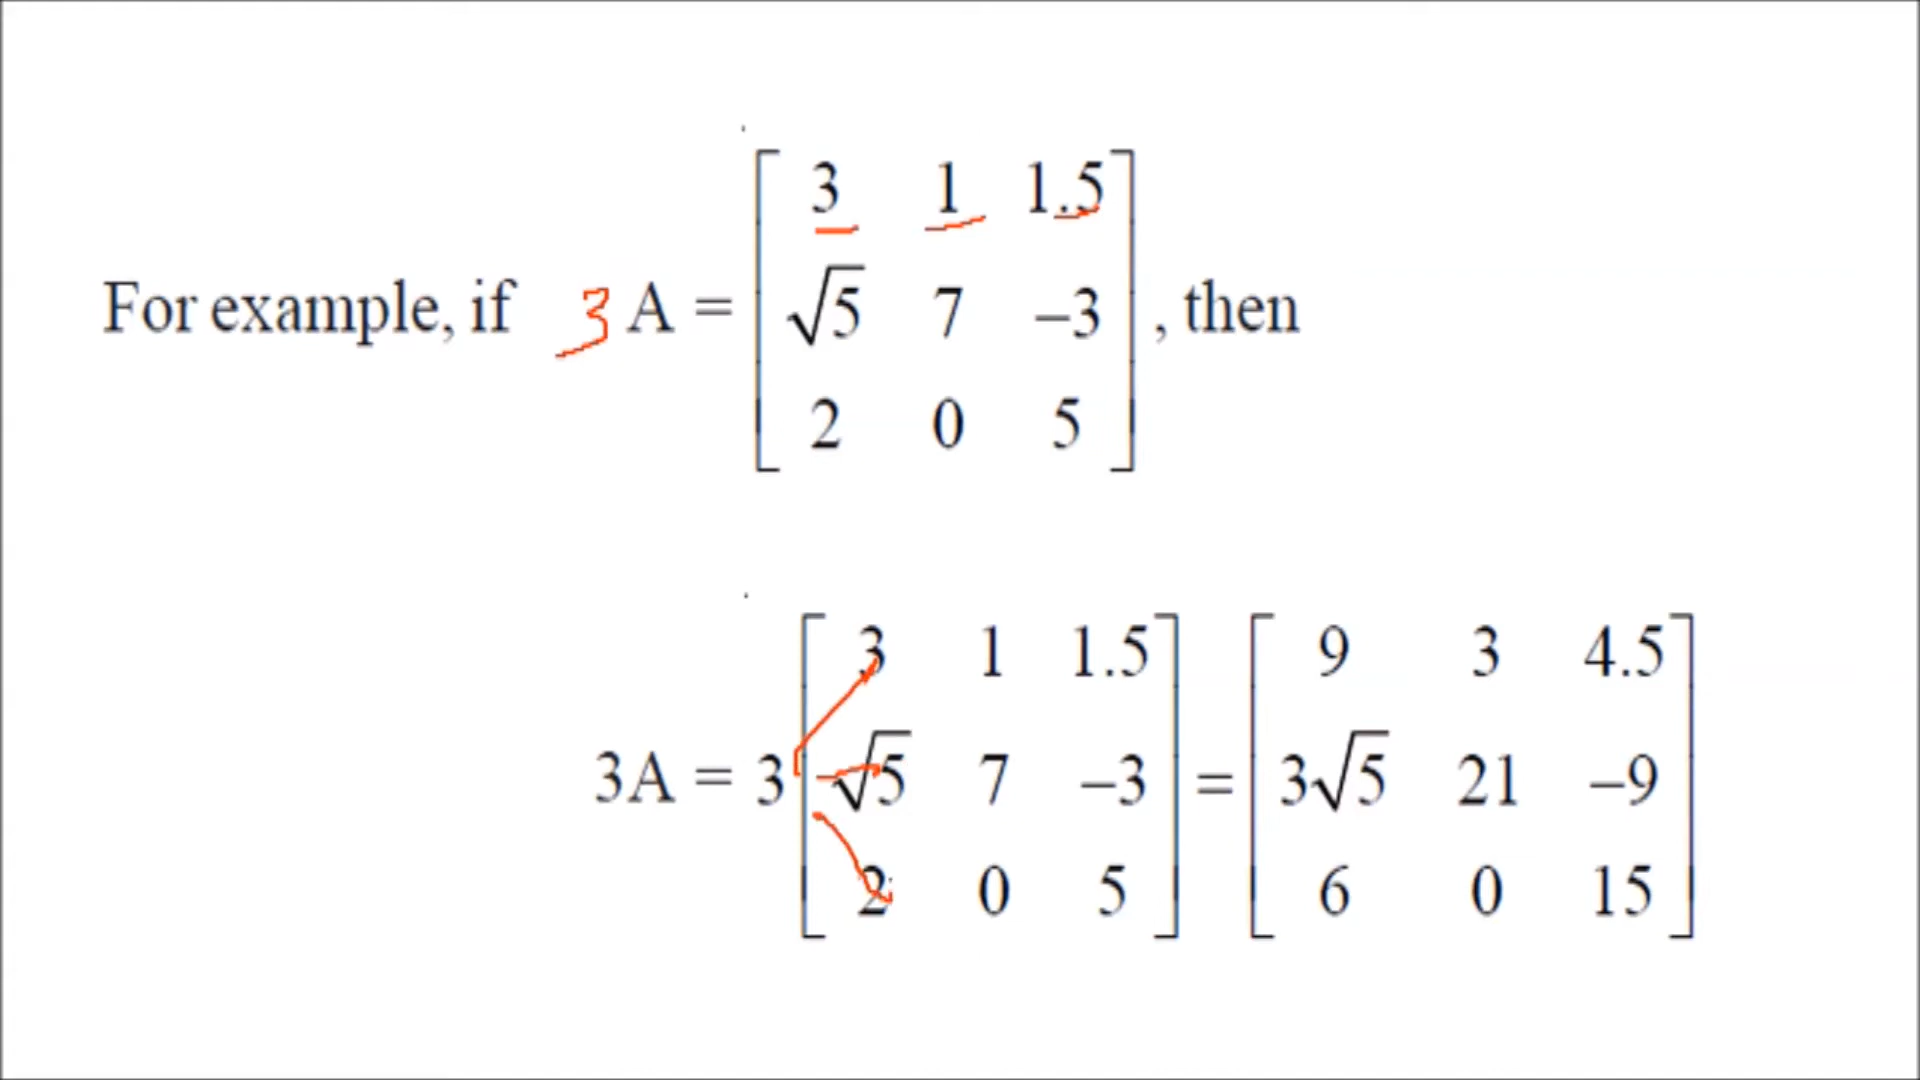 3 1 1.5
For example, if 3 A = √5 7 –3 , then
2 0 5
3 1 1.5 9 3 4.5
3A = 3 √5 7 –3 = 3√5 21 –9
2 0 5 6 0 15